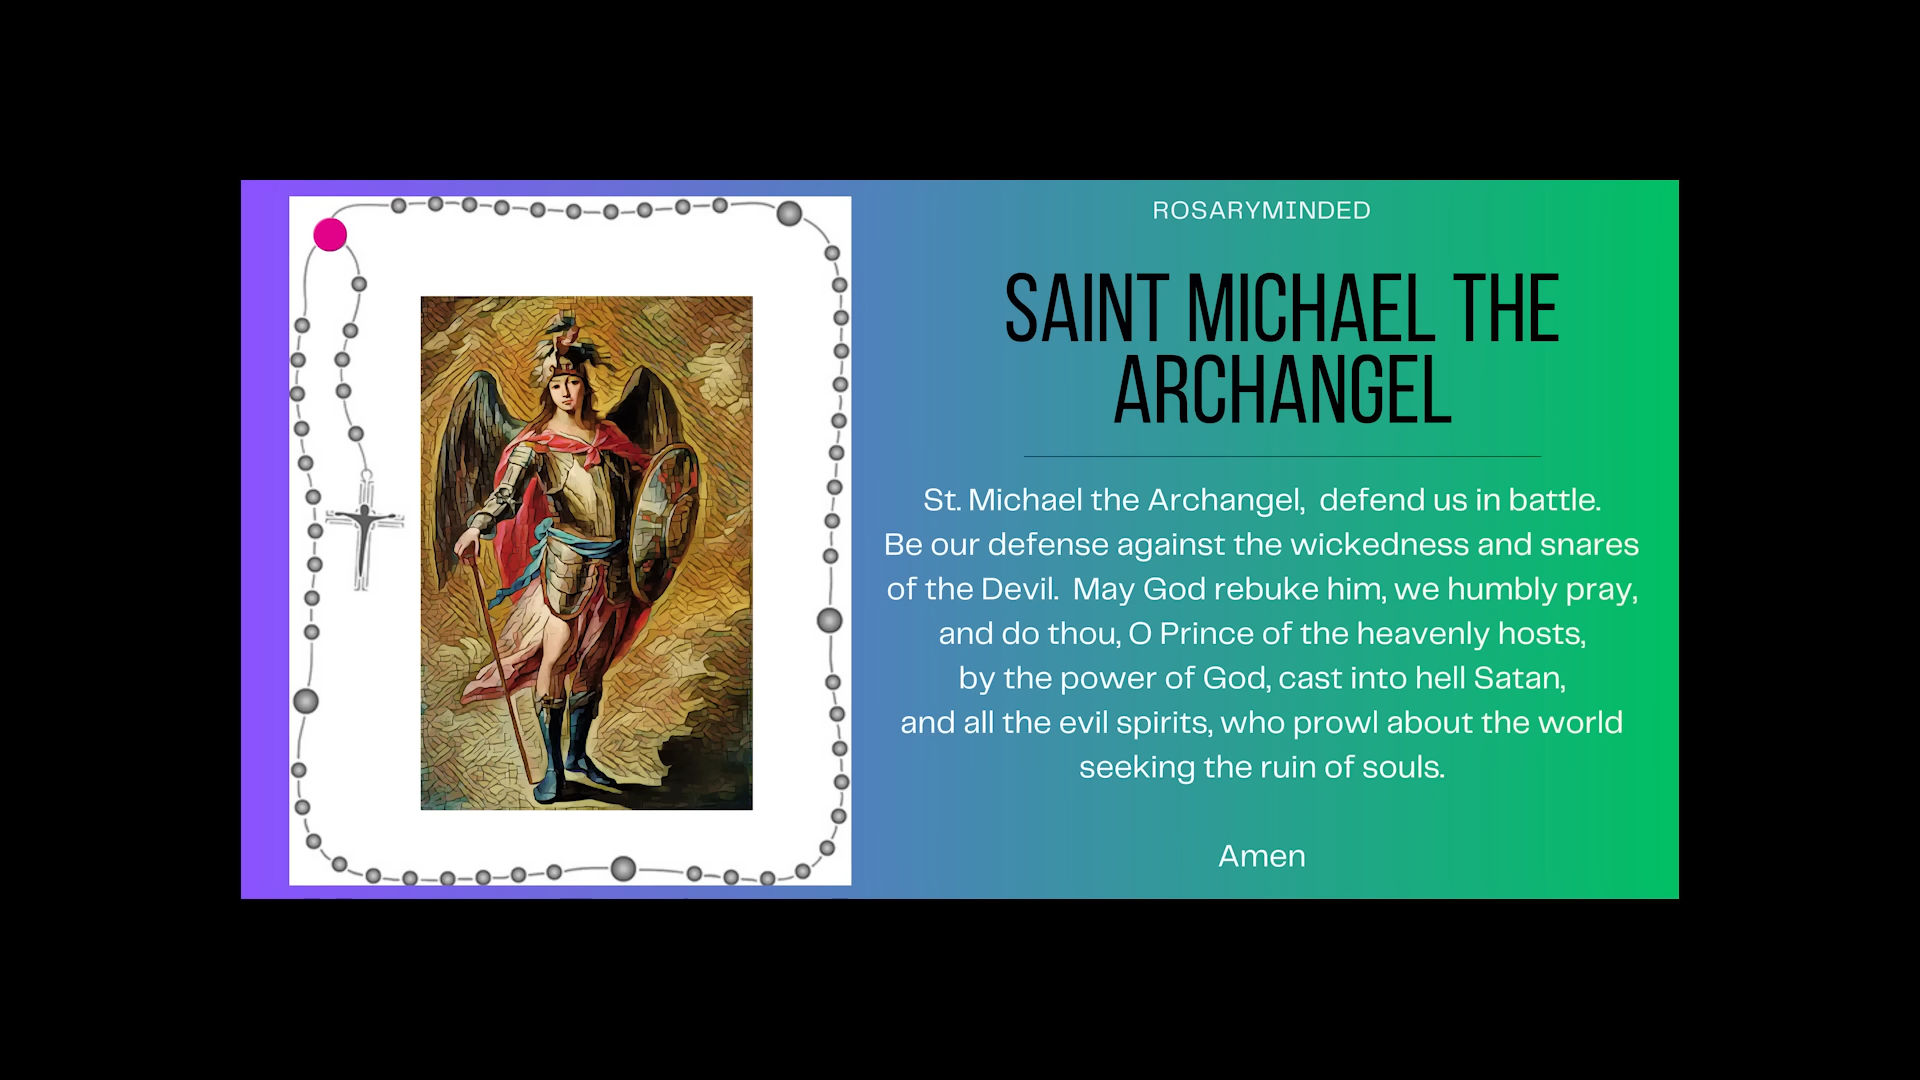 ROSARYMINDED
SAINT MICHAEL THE
ARCHANGEL
St. Michael the Archangel,  defend us in battle.
Be our defense against the wickedness and snares
of the Devil.  May God rebuke him, we humbly pray,
and do thou, O Prince of the heavenly hosts,
by the power of God, cast into hell Satan,
and all the evil spirits, who prowl about the world
seeking the ruin of souls.
Amen